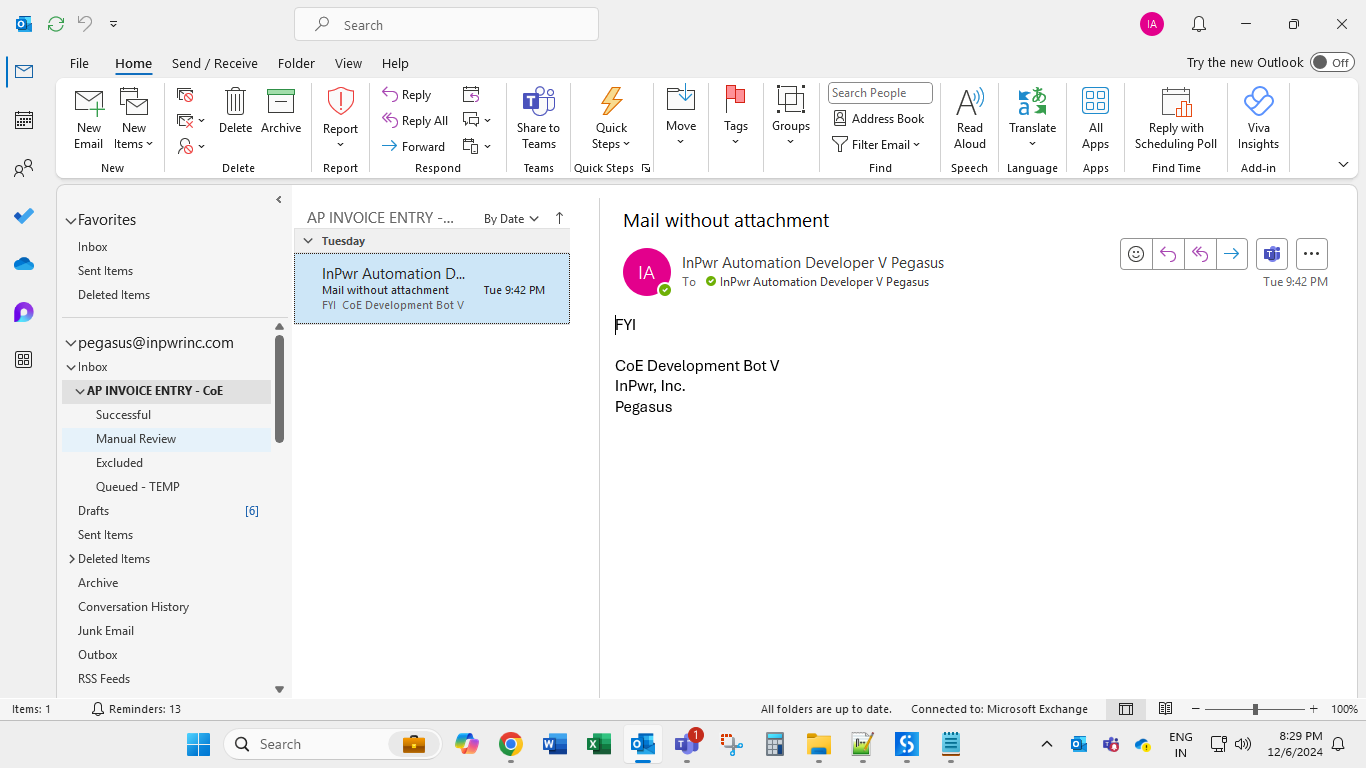 Search
IA
File
Home
Send / Receive
Folder
View
Help
Try the new Outlook
Off
New Email
New Items
New
Delete
Archive
Delete
Report
Report
Reply
Reply All
Forward
Respond
Share to Teams
Teams
Quick Steps
Quick Steps
Move
Tags
Groups
Search People
Address Book
Filter Email
Find
Read Aloud
Speech
Translate
Language
All Apps
Apps
Reply with Scheduling Poll
Find Time
Viva Insights
Add-in
Favorites
Inbox
Sent Items
Deleted Items
pegasus@inpwrinc.com
Inbox
AP INVOICE ENTRY - CoE
Successful
Manual Review
Excluded
Queued - TEMP
Drafts [6]
Sent Items
Deleted Items
Archive
Conversation History
Junk Email
Outbox
RSS Feeds
AP INVOICE ENTRY -...
By Date
Tuesday
InPwr Automation D...
Mail without attachment Tue 9:42 PM
FYI CoE Development Bot V
Mail without attachment
IA
InPwr Automation Developer V Pegasus
To InPwr Automation Developer V Pegasus
Tue 9:42 PM
FYI
CoE Development Bot V
InPwr, Inc.
Pegasus
Items: 1
Reminders: 13
All folders are up to date.
Connected to: Microsoft Exchange
100%
Search
1
ENG
IN
8:29 PM
12/6/2024